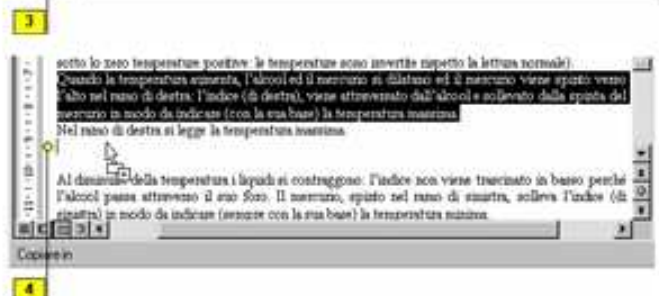 3
sotto lo zero temperature positive: le temperature sono invertite rispetto la lettura normale).
Quando la temperatura aumenta, l'alcool ed il mercurio si dilatano ed il mercurio viene spinto verso
l'alto nel ramo di destra: l'indice (di destra), viene attraversato dall'alcool e sollevato dalla spinta del
mercurio in modo da indicare (con la sua base) la temperatura massima.
Nel ramo di destra si legge la temperatura massima.
Al diminuire della temperatura i liquidi si contraggono: l'indice non viene trascinato in basso perché
l'alcool passa attraverso il suo foro. Il mercurio, spinto nel ramo di sinistra, solleva l'indice (di
sinistra) in modo da indicare (sempre con la sua base) la temperatura minima.
Copiare in
4